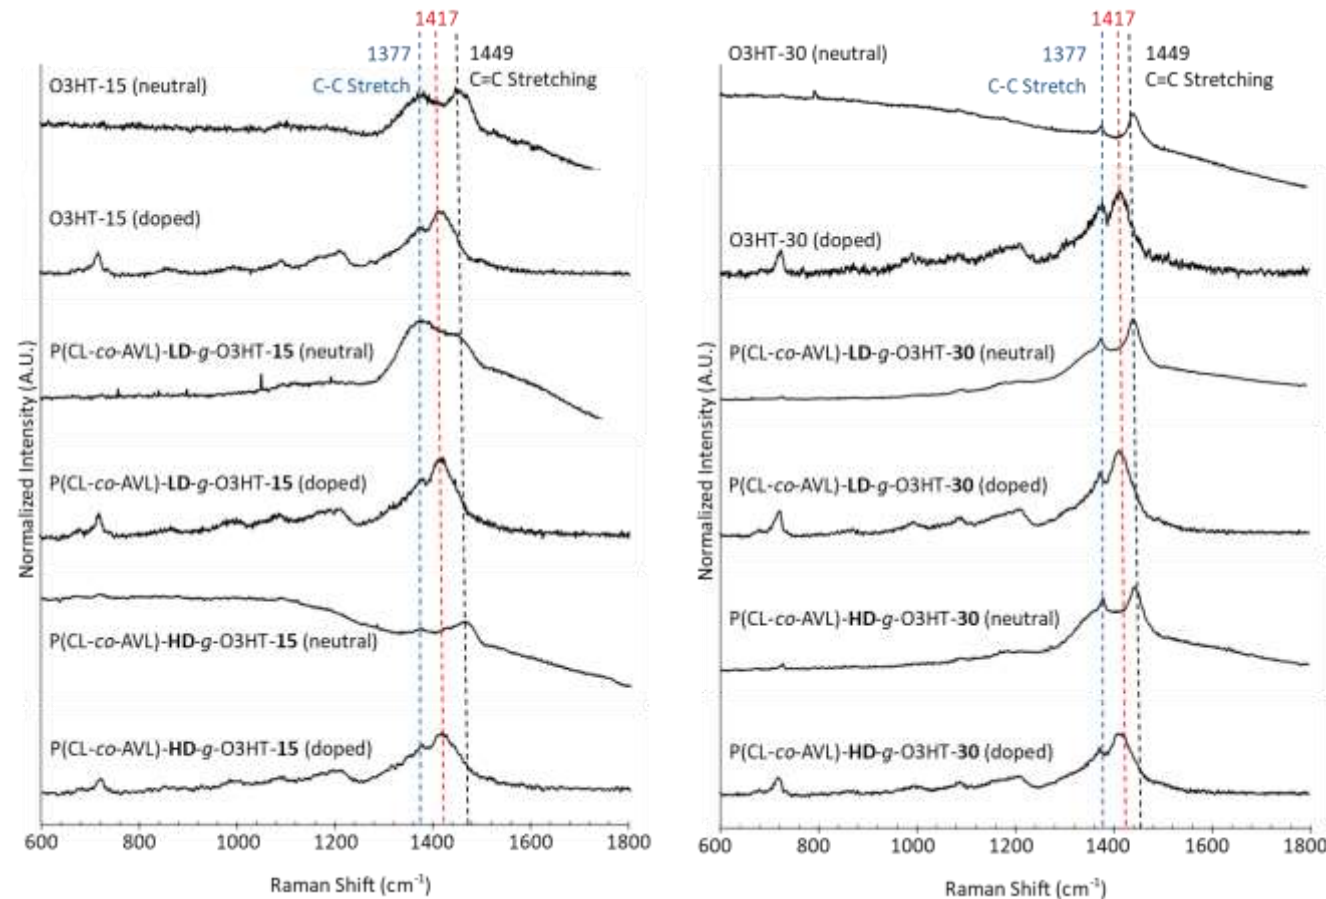 1417
1377
1449
O3HT-15 (neutral)
C-C Stretch
C=C Stretching
O3HT-15 (doped)
P(CL-co-AVL)-LD-g-O3HT-15 (neutral)
P(CL-co-AVL)-LD-g-O3HT-15 (doped)
P(CL-co-AVL)-HD-g-O3HT-15 (neutral)
P(CL-co-AVL)-HD-g-O3HT-15 (doped)
Normalized Intensity (A.U.)
600 800 1000 1200 1400 1600 1800
Raman Shift (cm⁻¹)
1417
O3HT-30 (neutral)
1377
1449
C-C Stretch
C=C Stretching
O3HT-30 (doped)
P(CL-co-AVL)-LD-g-O3HT-30 (neutral)
P(CL-co-AVL)-LD-g-O3HT-30 (doped)
P(CL-co-AVL)-HD-g-O3HT-30 (neutral)
P(CL-co-AVL)-HD-g-O3HT-30 (doped)
Normalized Intensity (A.U.)
600 800 1000 1200 1400 1600 1800
Raman Shift (cm⁻¹)